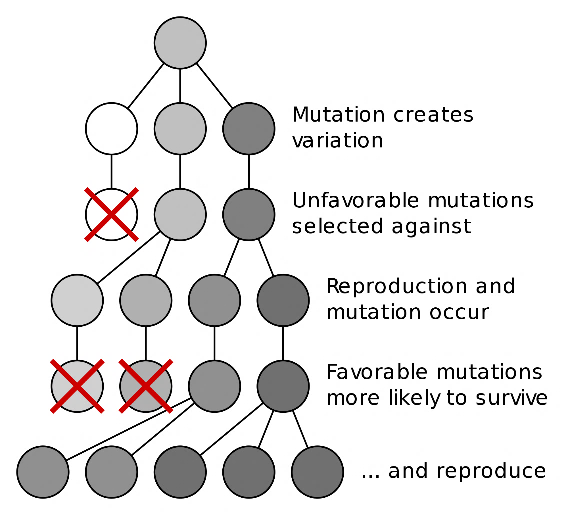 Mutation creates
variation
Unfavorable mutations
selected against
Reproduction and
mutation occur
Favorable mutations
more likely to survive
... and reproduce